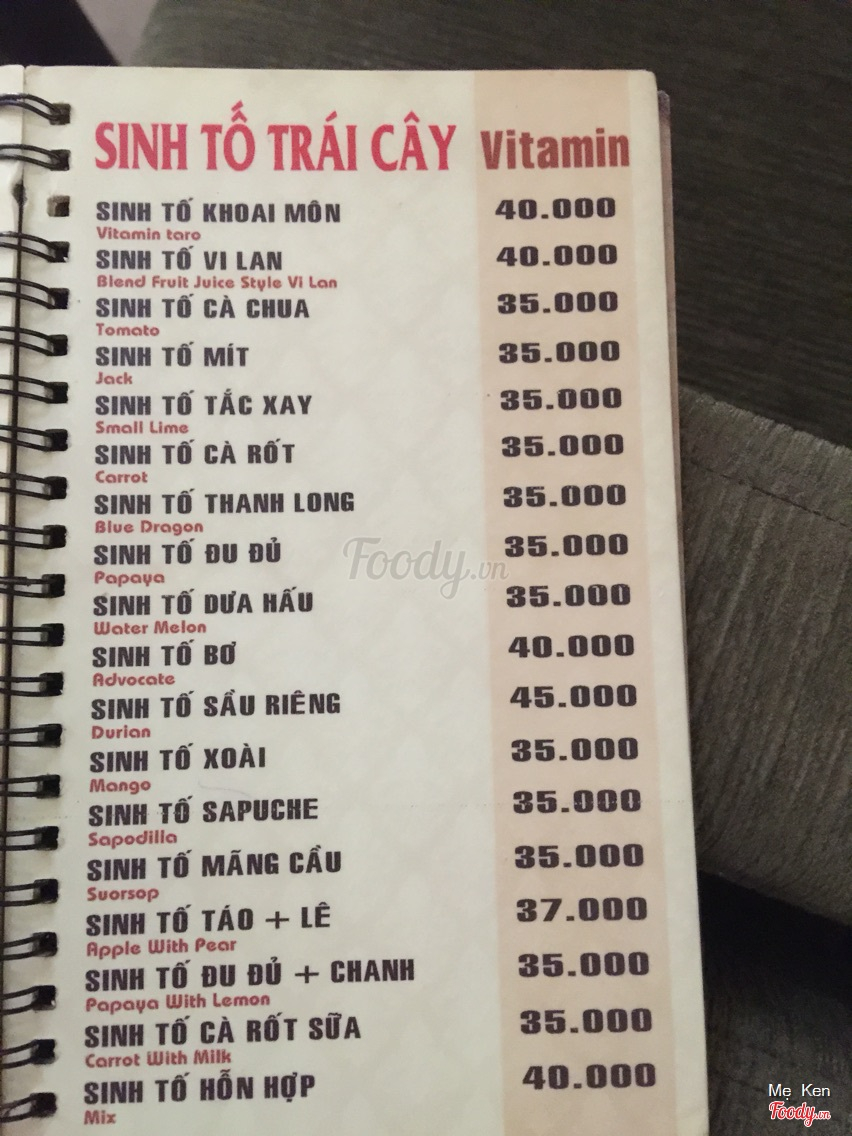 SINH TỐ TRÁI CÂY Vitamin
SINH TỐ KHOAI MÔN 40.000
Vitamin taro
SINH TỐ VI LAN 40.000
Blend Fruit Juice Style Vi Lan
SINH TỐ CÀ CHUA 35.000
Tomato
SINH TỐ MÍT 35.000
Jack
SINH TỐ TẮC XAY 35.000
Small Lime
SINH TỐ CÀ RỐT 35.000
Carrot
SINH TỐ THANH LONG 35.000
Blue Dragon
SINH TỐ ĐU ĐỦ 35.000
Papaya
SINH TỐ DƯA HẤU 35.000
Water Melon
SINH TỐ BƠ 40.000
Advocate
SINH TỐ SẦU RIÊNG 45.000
Durian
SINH TỐ XOÀI 35.000
Mango
SINH TỐ SAPUCHE 35.000
Sapodilla
SINH TỐ MÃNG CẦU 35.000
Suorsop
SINH TỐ TÁO + LÊ 37.000
Apple With Pear
SINH TỐ ĐU ĐỦ + CHANH 35.000
Papaya With Lemon
SINH TỐ CÀ RỐT SỮA 35.000
Carrot With Milk
SINH TỐ HỖN HỢP 40.000
Mix
Foody.vn
Mẹ Ken
Foody.vn